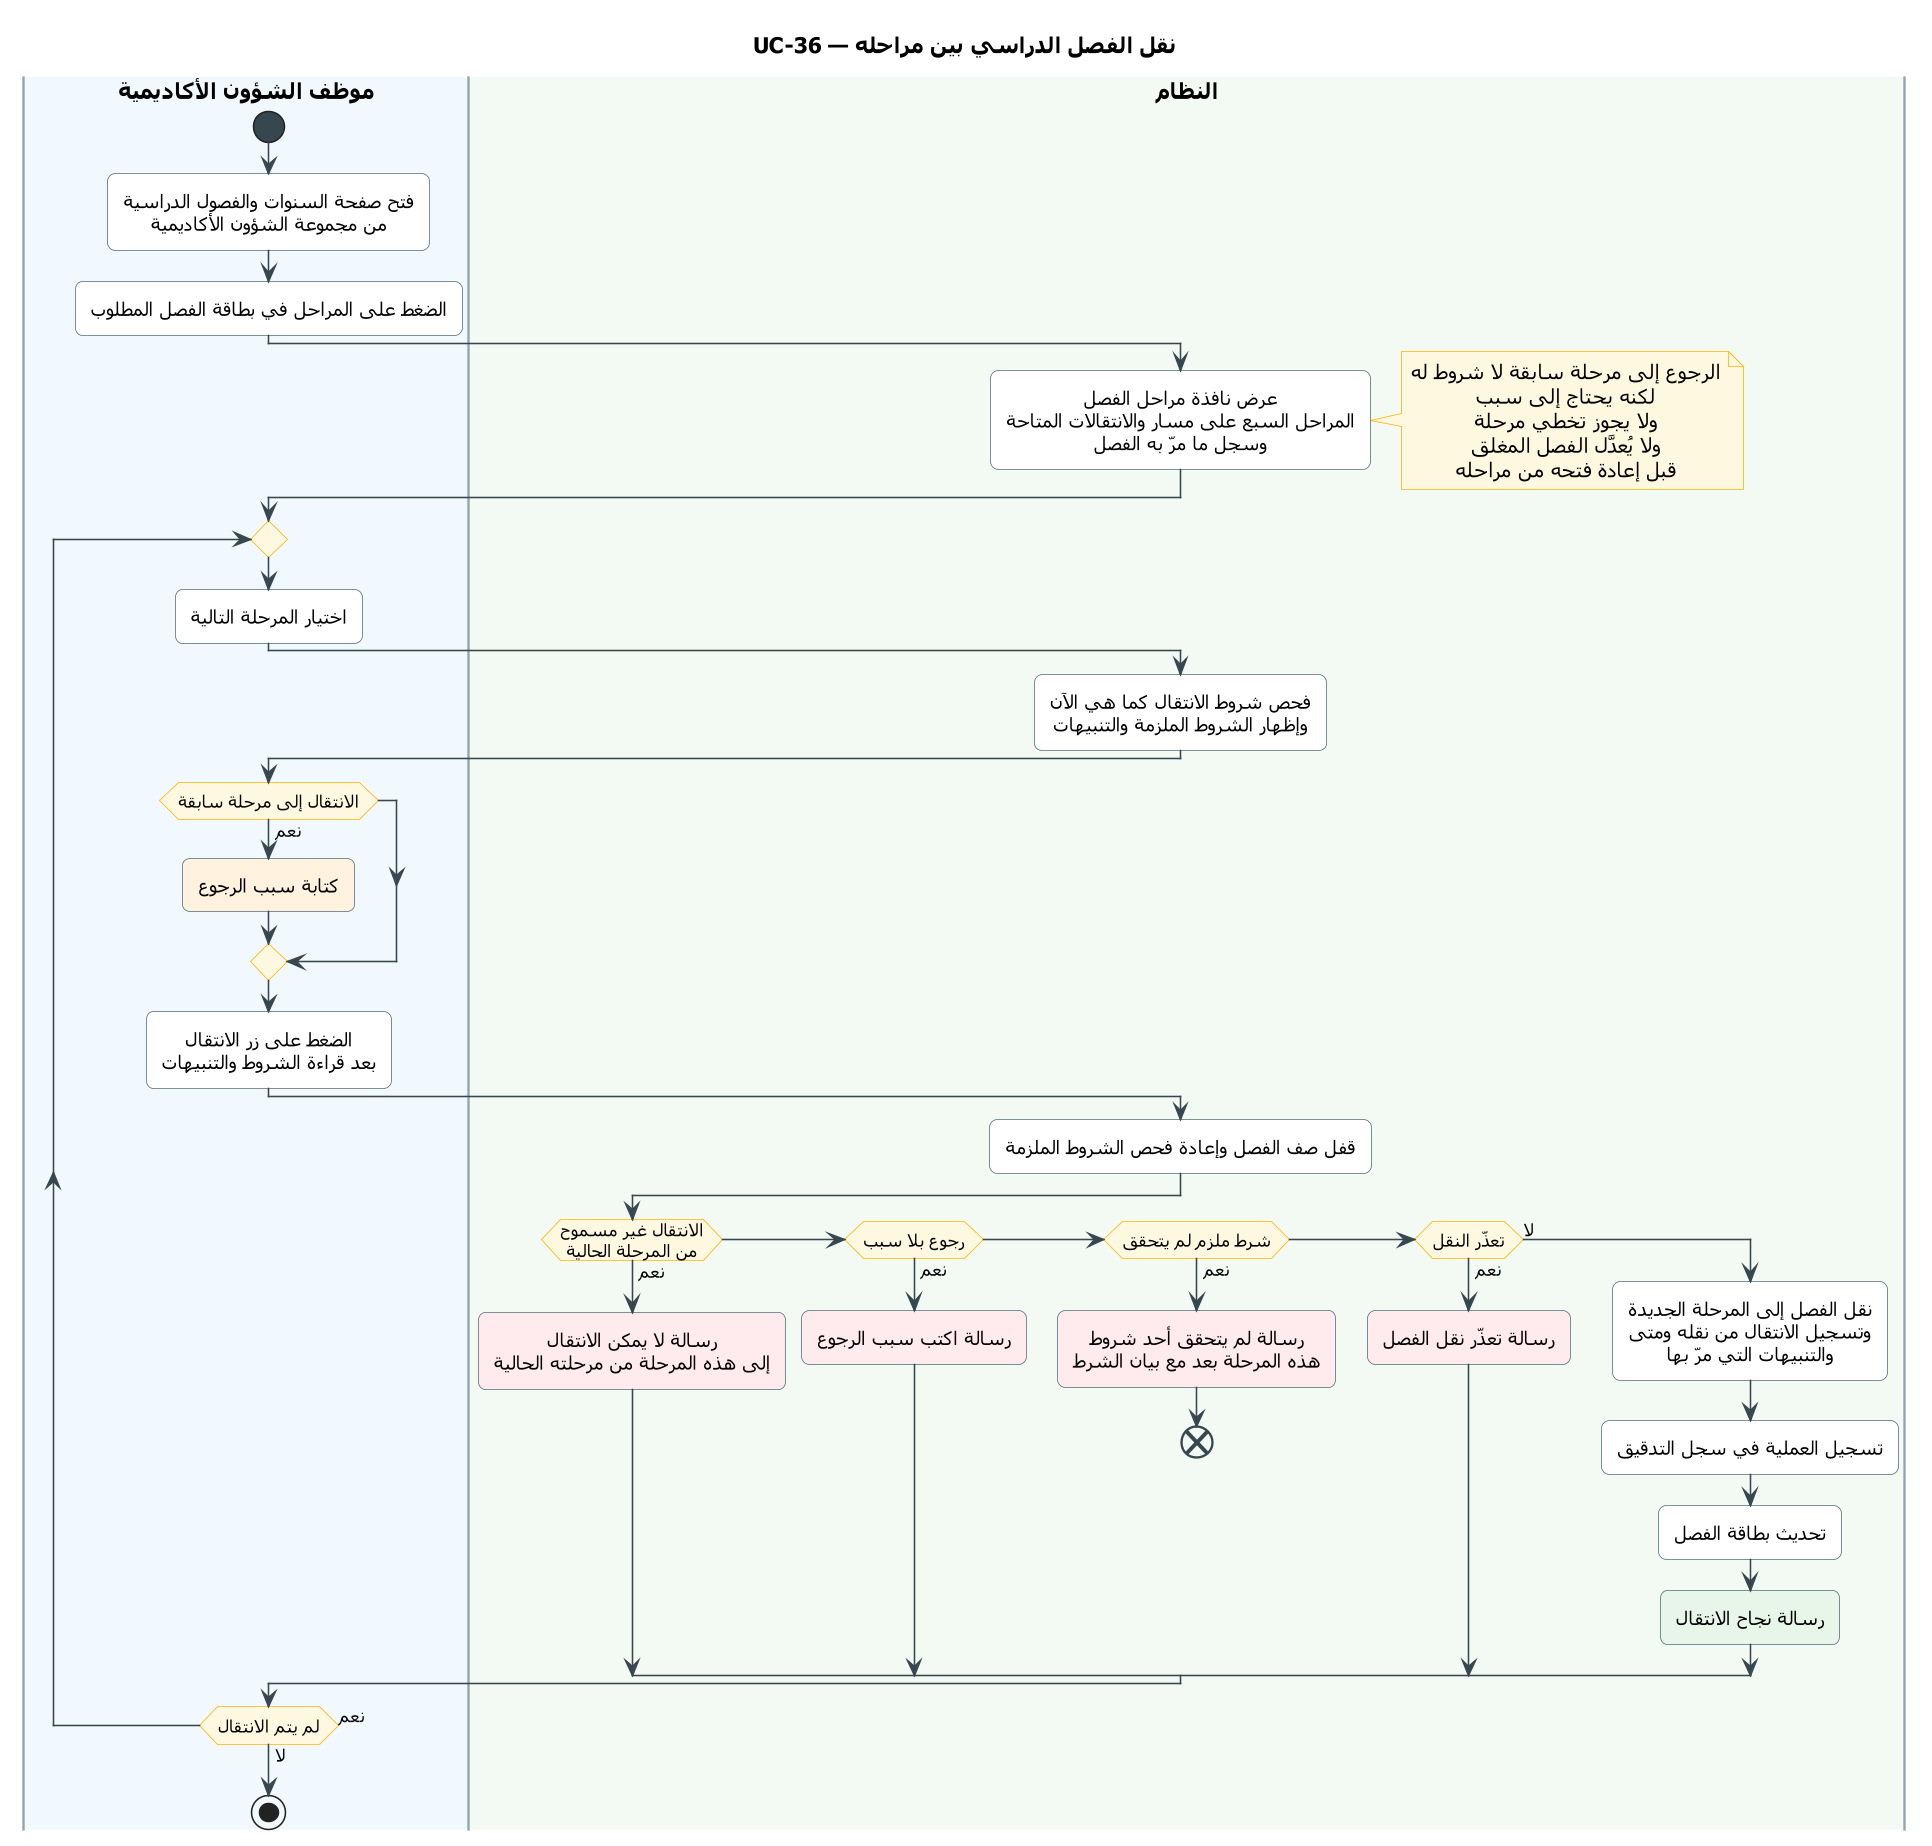 UC-36 — نقل الفصل الدراسي بين مراحله
موظف الشؤون الأكاديمية
النظام
فتح صفحة السنوات والفصول الدراسية
من مجموعة الشؤون الأكاديمية
الضغط على المراحل في بطاقة الفصل المطلوب
عرض نافذة مراحل الفصل
المراحل السبع على مسار والانتقالات المتاحة
وسجل ما مرّ به الفصل
الرجوع إلى مرحلة سابقة لا شروط له
لكنه يحتاج إلى سبب
ولا يجوز تخطي مرحلة
ولا يُعدَّل الفصل المغلق
قبل إعادة فتحه من مراحله
اختيار المرحلة التالية
فحص شروط الانتقال كما هي الآن
وإظهار الشروط الملزمة والتنبيهات
الانتقال إلى مرحلة سابقة
نعم
كتابة سبب الرجوع
الضغط على زر الانتقال
بعد قراءة الشروط والتنبيهات
قفل صف الفصل وإعادة فحص الشروط الملزمة
الانتقال غير مسموح
من المرحلة الحالية
نعم
رجوع بلا سبب
نعم
شرط ملزم لم يتحقق
نعم
تعذّر النقل
نعم
لا
رسالة لا يمكن الانتقال
إلى هذه المرحلة من مرحلته الحالية
رسالة اكتب سبب الرجوع
رسالة لم يتحقق أحد شروط
هذه المرحلة بعد مع بيان الشرط
رسالة تعذّر نقل الفصل
نقل الفصل إلى المرحلة الجديدة
وتسجيل الانتقال من نقله ومتى
والتنبيهات التي مرّ بها
تسجيل العملية في سجل التدقيق
تحديث بطاقة الفصل
رسالة نجاح الانتقال
لم يتم الانتقال
نعم
لا